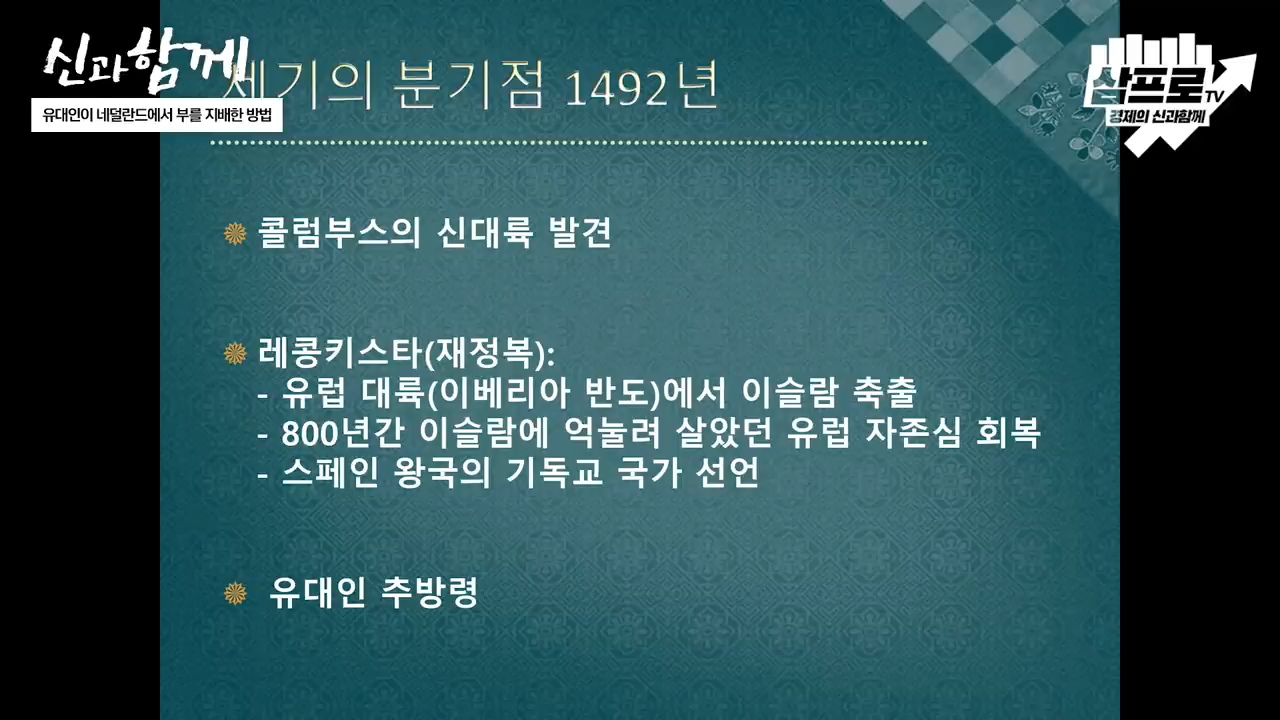 신과함께
유대인이 네덜란드에서 부를 지배한 방법
세기의 분기점 1492년
삼프로TV
경제의 신과함께
콜럼부스의 신대륙 발견
레콩키스타(재정복):
- 유럽 대륙(이베리아 반도)에서 이슬람 축출
- 800년간 이슬람에 억눌려 살았던 유럽 자존심 회복
- 스페인 왕국의 기독교 국가 선언
유대인 추방령